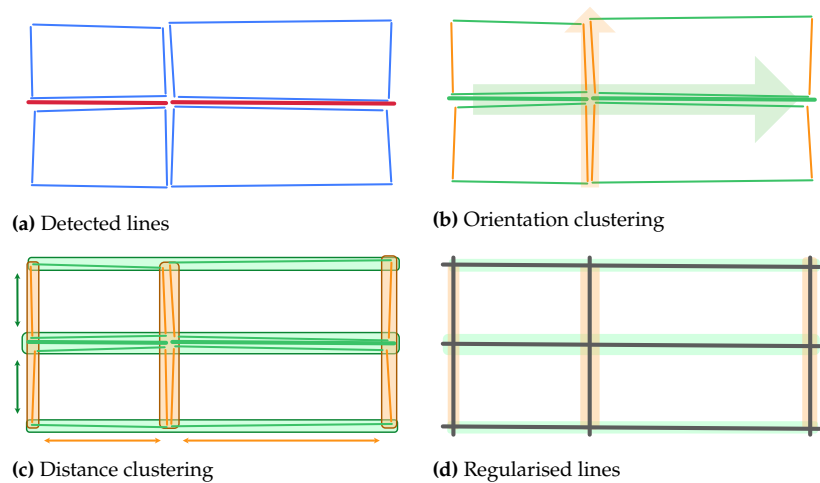 (a) Detected lines
(b) Orientation clustering
(c) Distance clustering
(d) Regularised lines